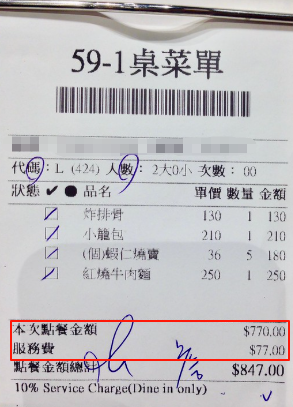 59-1桌菜單
代碼：L (424) 人數：2大0小 次數：00
狀態 ✔ ● 品名 單價 數量 金額
炸排骨 130 1 130
小籠包 210 1 210
(個)蝦仁燒賣 36 5 180
紅燒牛肉麵 250 1 250
本次點餐金額 $770.00
服務費 $77.00
點餐金額總計 $847.00
10% Service Charge(Dine in only)